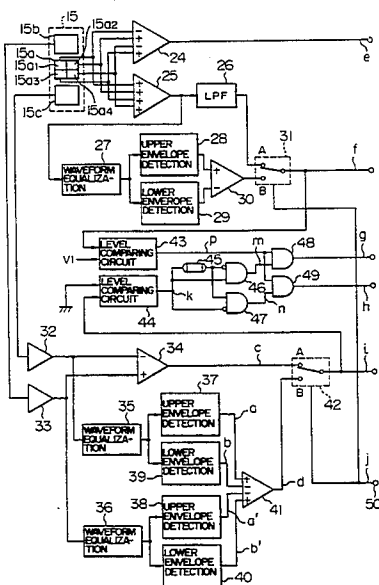 15
15b
15a2
15a
15a1
15a3
15a4
15c
24
e
25
26
LPF
31
A
B
f
27
WAVEFORM
EQUALIZA-
TION
28
UPPER
ENVELOPE
DETECTION
LOWER
ENVEROPE
DETECTION
29
30
V1
LEVEL
COMPARING
CIRCUIT
43
P
m
48
g
LEVEL
COMPARING
CIRCUIT
44
45
k
46
49
n
47
h
32
33
34
c
A
B
42
i
35
WAVEFORM
EQUALIZA-
TION
37
UPPER
ENVELOPE
DETECTION
a
LOWER
ENVELOPE
DETECTION
39
b
36
WAVEFORM
EQUALIZA-
TION
38
UPPER
ENVELOPE
DETECTION
a'
d
41
LOWER
ENVELOPE
DETECTION
40
b'
j
50